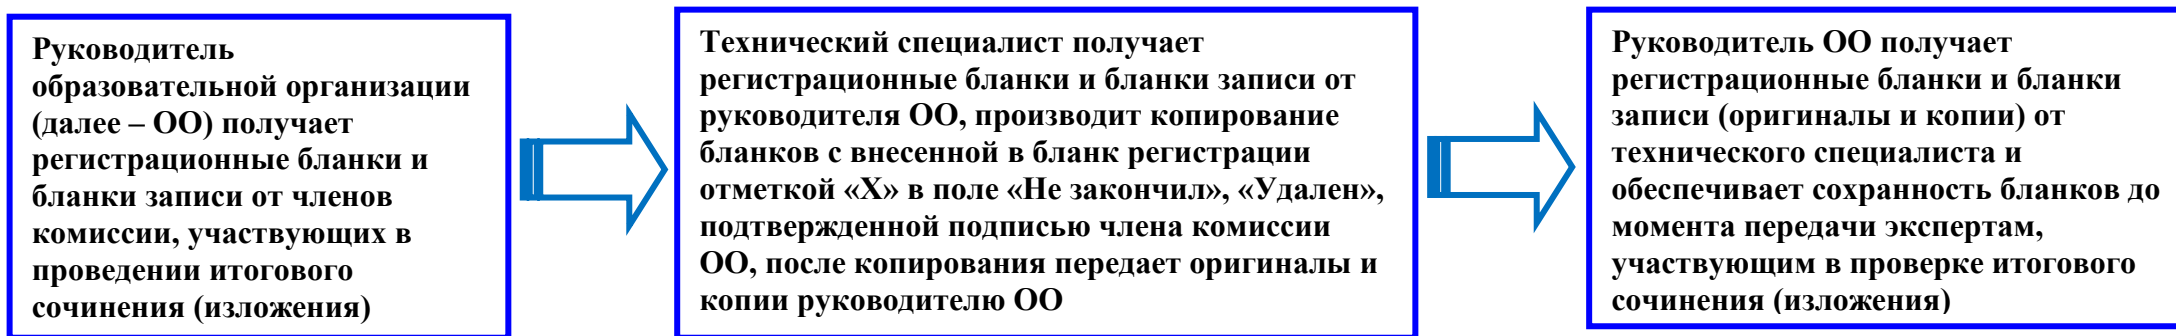 Руководитель
образовательной организации
(далее – ОО) получает
регистрационные бланки и
бланки записи от членов
комиссии, участвующих в
проведении итогового
сочинения (изложения)
Технический специалист получает
регистрационные бланки и бланки записи от
руководителя ОО, производит копирование
бланков с внесенной в бланк регистрации
отметкой «Х» в поле «Не закончил», «Удален»,
подтвержденной подписью члена комиссии
ОО, после копирования передает оригиналы и
копии руководителю ОО
Руководитель ОО получает
регистрационные бланки и бланки
записи (оригиналы и копии) от
технического специалиста и
обеспечивает сохранность бланков до
момента передачи экспертам,
участвующим в проверке итогового
сочинения (изложения)